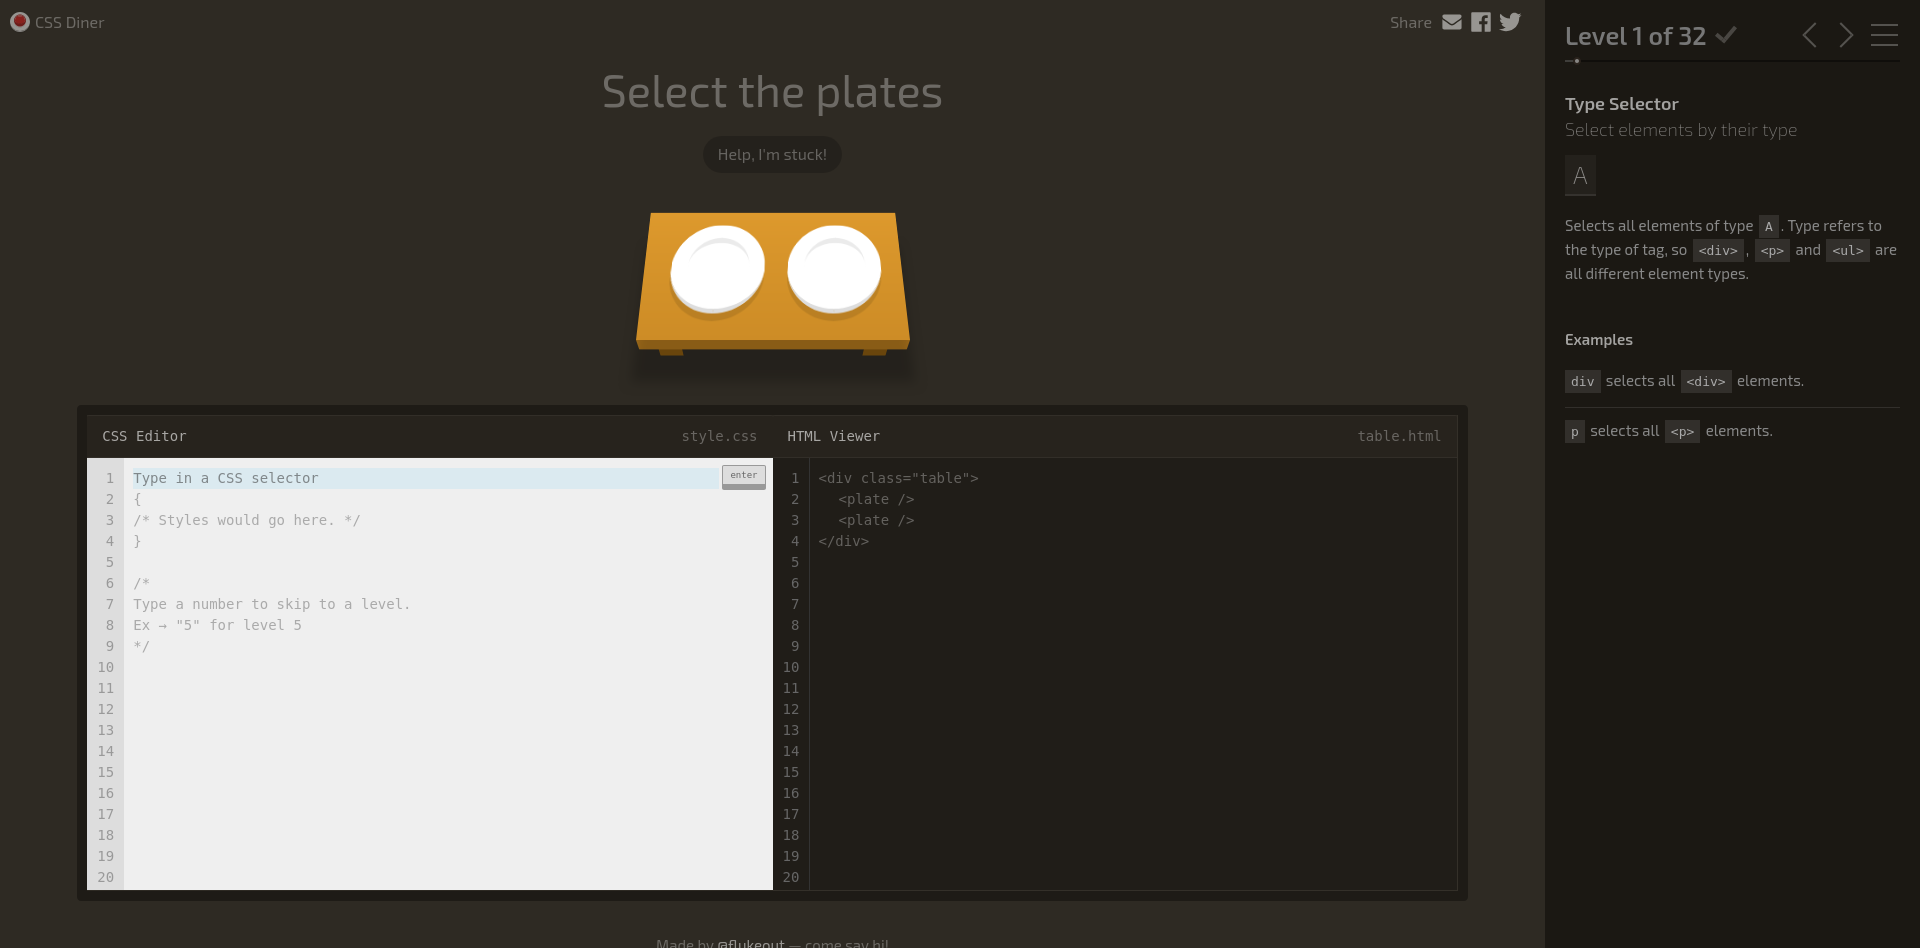 CSS Diner
Share
Select the plates
Help, I'm stuck!
CSS Editor
style.css
1 Type in a CSS selector
enter
2 {
3 /* Styles would go here. */
4 }
5
6 /*
7 Type a number to skip to a level.
8 Ex → "5" for level 5
9 */
10
11
12
13
14
15
16
17
18
19
20
HTML Viewer
table.html
1 <div class="table">
2 <plate />
3 <plate />
4 </div>
5
6
7
8
9
10
11
12
13
14
15
16
17
18
19
20
Made by @flukeout — come say hi!
Level 1 of 32
Type Selector
Select elements by their type
A
Selects all elements of type A . Type refers to
the type of tag, so <div> , <p> and <ul> are
all different element types.
Examples
div selects all <div> elements.
p selects all <p> elements.